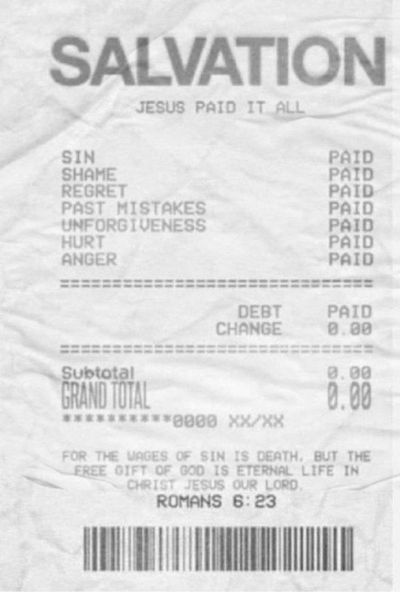 SALVATION
JESUS PAID IT ALL
SIN PAID
SHAME PAID
REGRET PAID
PAST MISTAKES PAID
UNFORGIVENESS PAID
HURT PAID
ANGER PAID
==============================
DEBT PAID
CHANGE 0.00
==============================
Subtotal 0.00
GRAND TOTAL 0.00
**********0000 XX/XX
FOR THE WAGES OF SIN IS DEATH, BUT THE
FREE GIFT OF GOD IS ETERNAL LIFE IN
CHRIST JESUS OUR LORD.
ROMANS 6:23